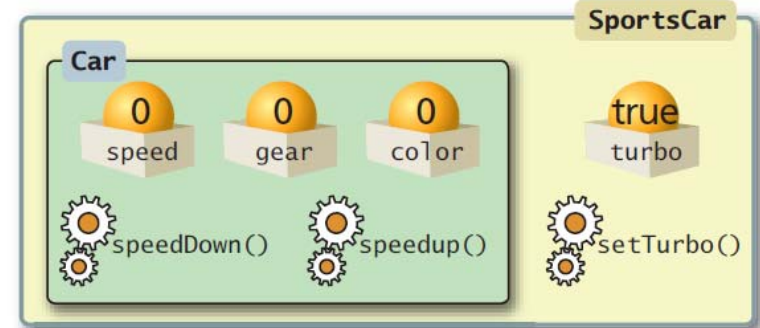 SportsCar
Car
0 0 0 true
speed gear color turbo
speedDown() speedup() setTurbo()